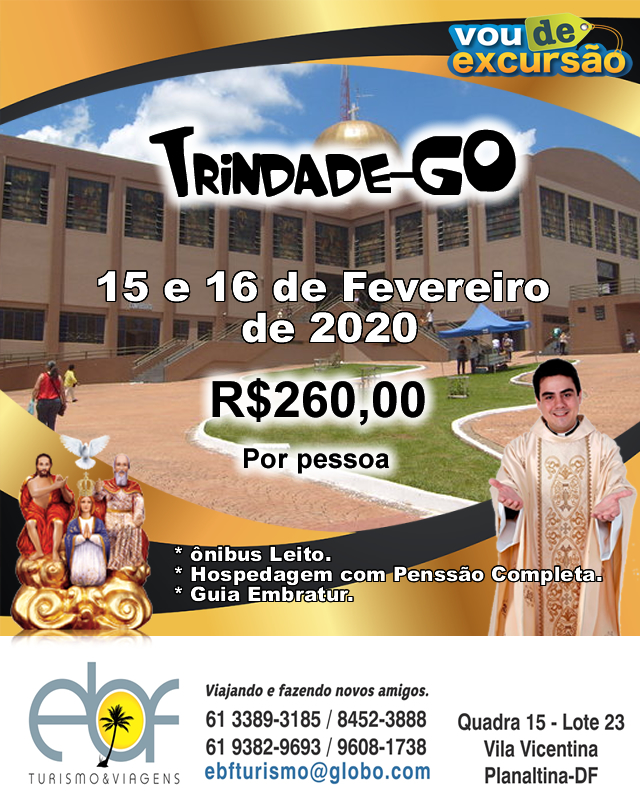 vou de
excursão
TRiNDADE-GO
15 e 16 de Fevereiro
de 2020
R$260,00
Por pessoa
* ônibus Leito.
* Hospedagem com Penssão Completa.
* Guia Embratur.
ebf
TURISMO&VIAGENS
Viajando e fazendo novos amigos.
61 3389-3185 / 8452-3888
61 9382-9693 / 9608-1738
ebfturismo@globo.com
Quadra 15 - Lote 23
Vila Vicentina
Planaltina-DF